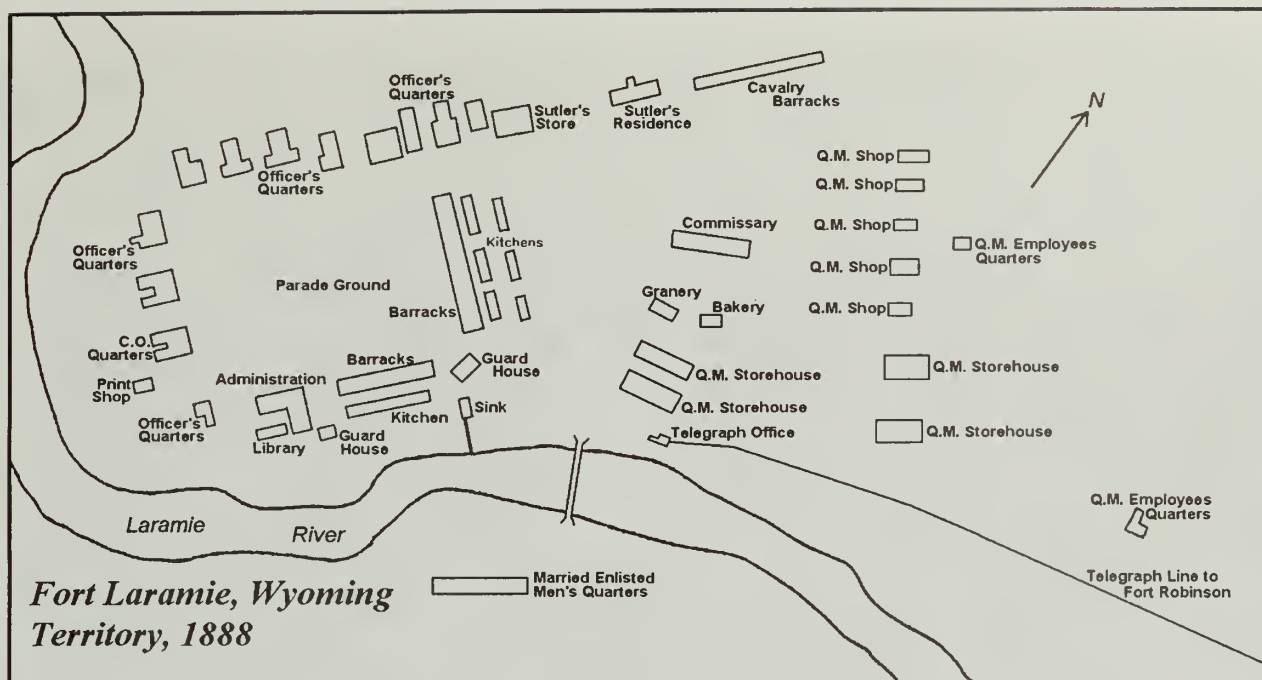 Officer's
Quarters
Sutler's
Store
Sutler's
Residence
Cavalry
Barracks
N
Officer's
Quarters
Q.M. Shop
Q.M. Shop
Q.M. Shop
Q.M. Shop
Q.M. Shop
Q.M. Employees
Quarters
Commissary
Kitchens
Officer's
Quarters
Parade Ground
Barracks
Granery
Bakery
C.O.
Quarters
Print
Shop
Officer's
Quarters
Administration
Library
Guard
House
Barracks
Kitchen
Guard
House
Sink
Q.M. Storehouse
Q.M. Storehouse
Telegraph Office
Q.M. Storehouse
Q.M. Storehouse
Q.M. Employees
Quarters
Telegraph Line to
Fort Robinson
Laramie
River
Married Enlisted
Men's Quarters
Fort Laramie, Wyoming
Territory, 1888